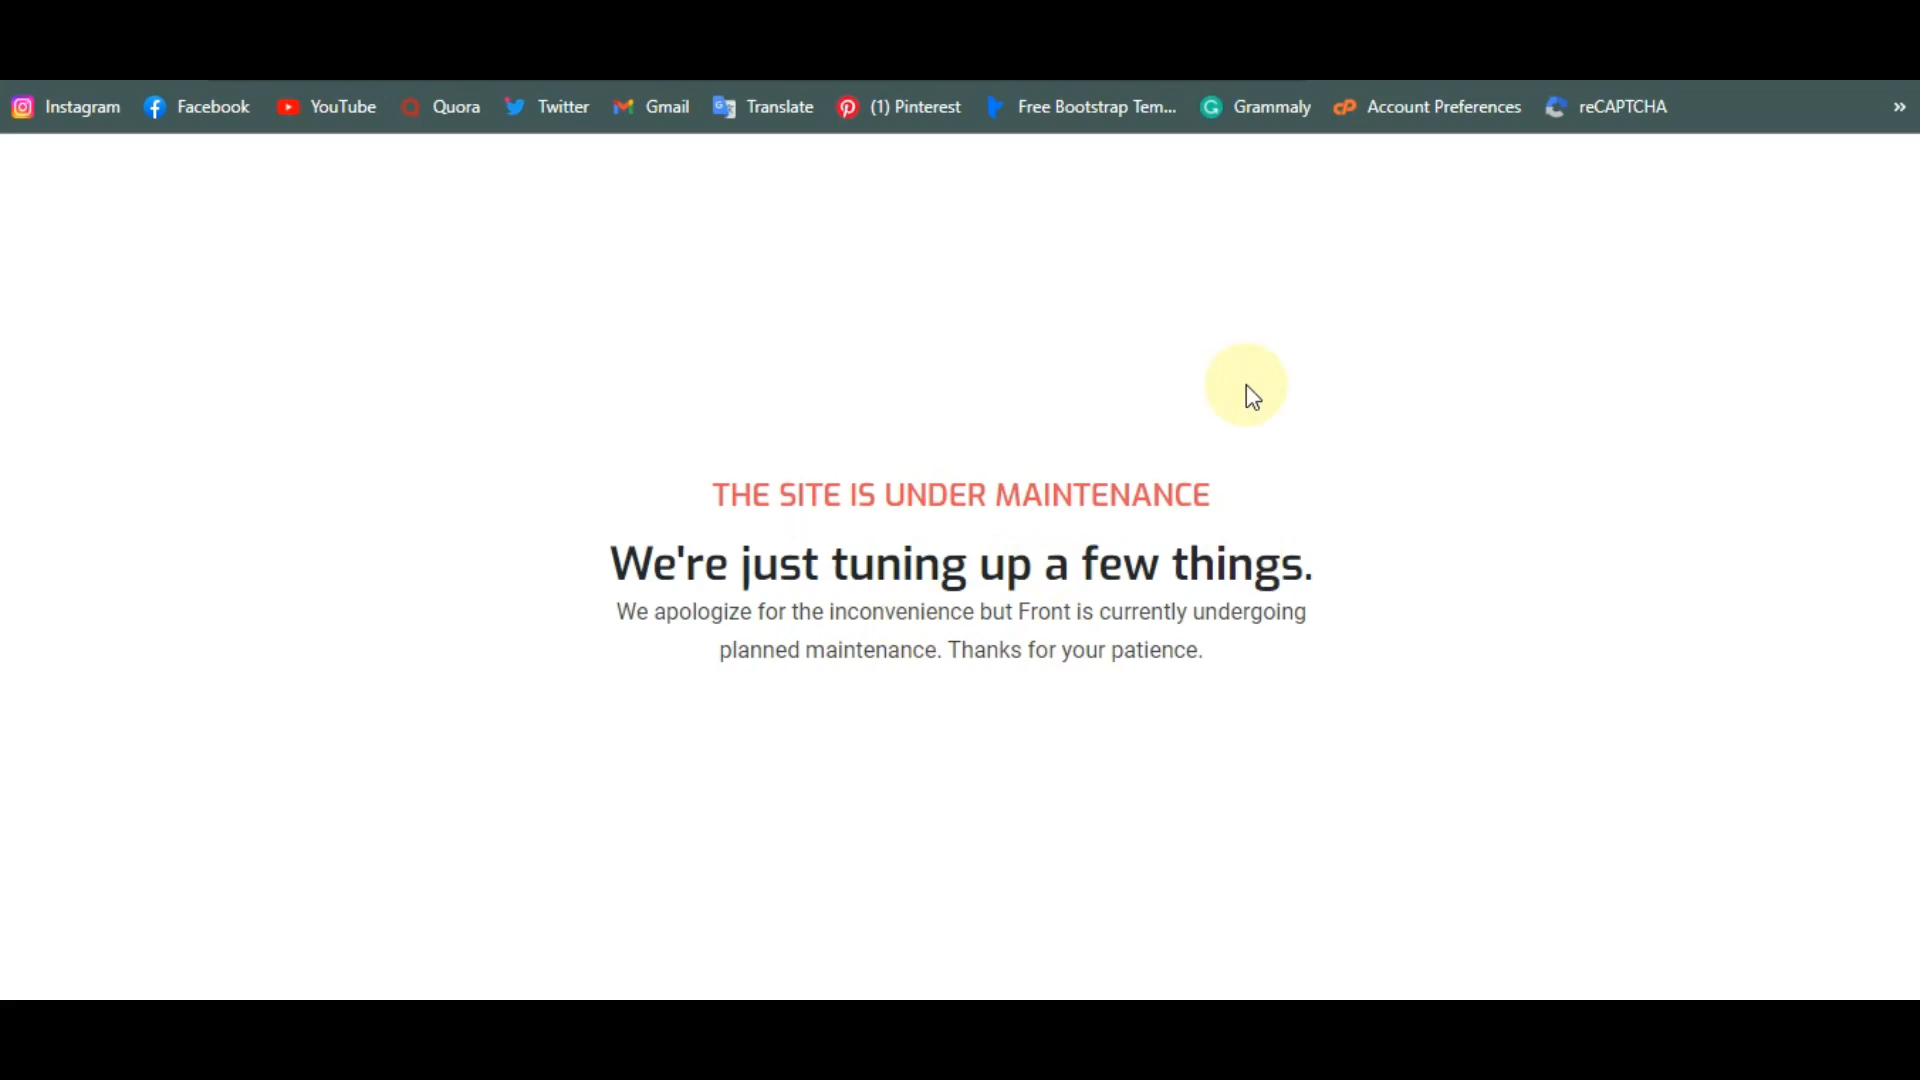 Instagram Facebook YouTube Quora Twitter Gmail Translate (1) Pinterest Free Bootstrap Tem... Grammaly Account Preferences reCAPTCHA »
THE SITE IS UNDER MAINTENANCE
We're just tuning up a few things.
We apologize for the inconvenience but Front is currently undergoing
planned maintenance. Thanks for your patience.